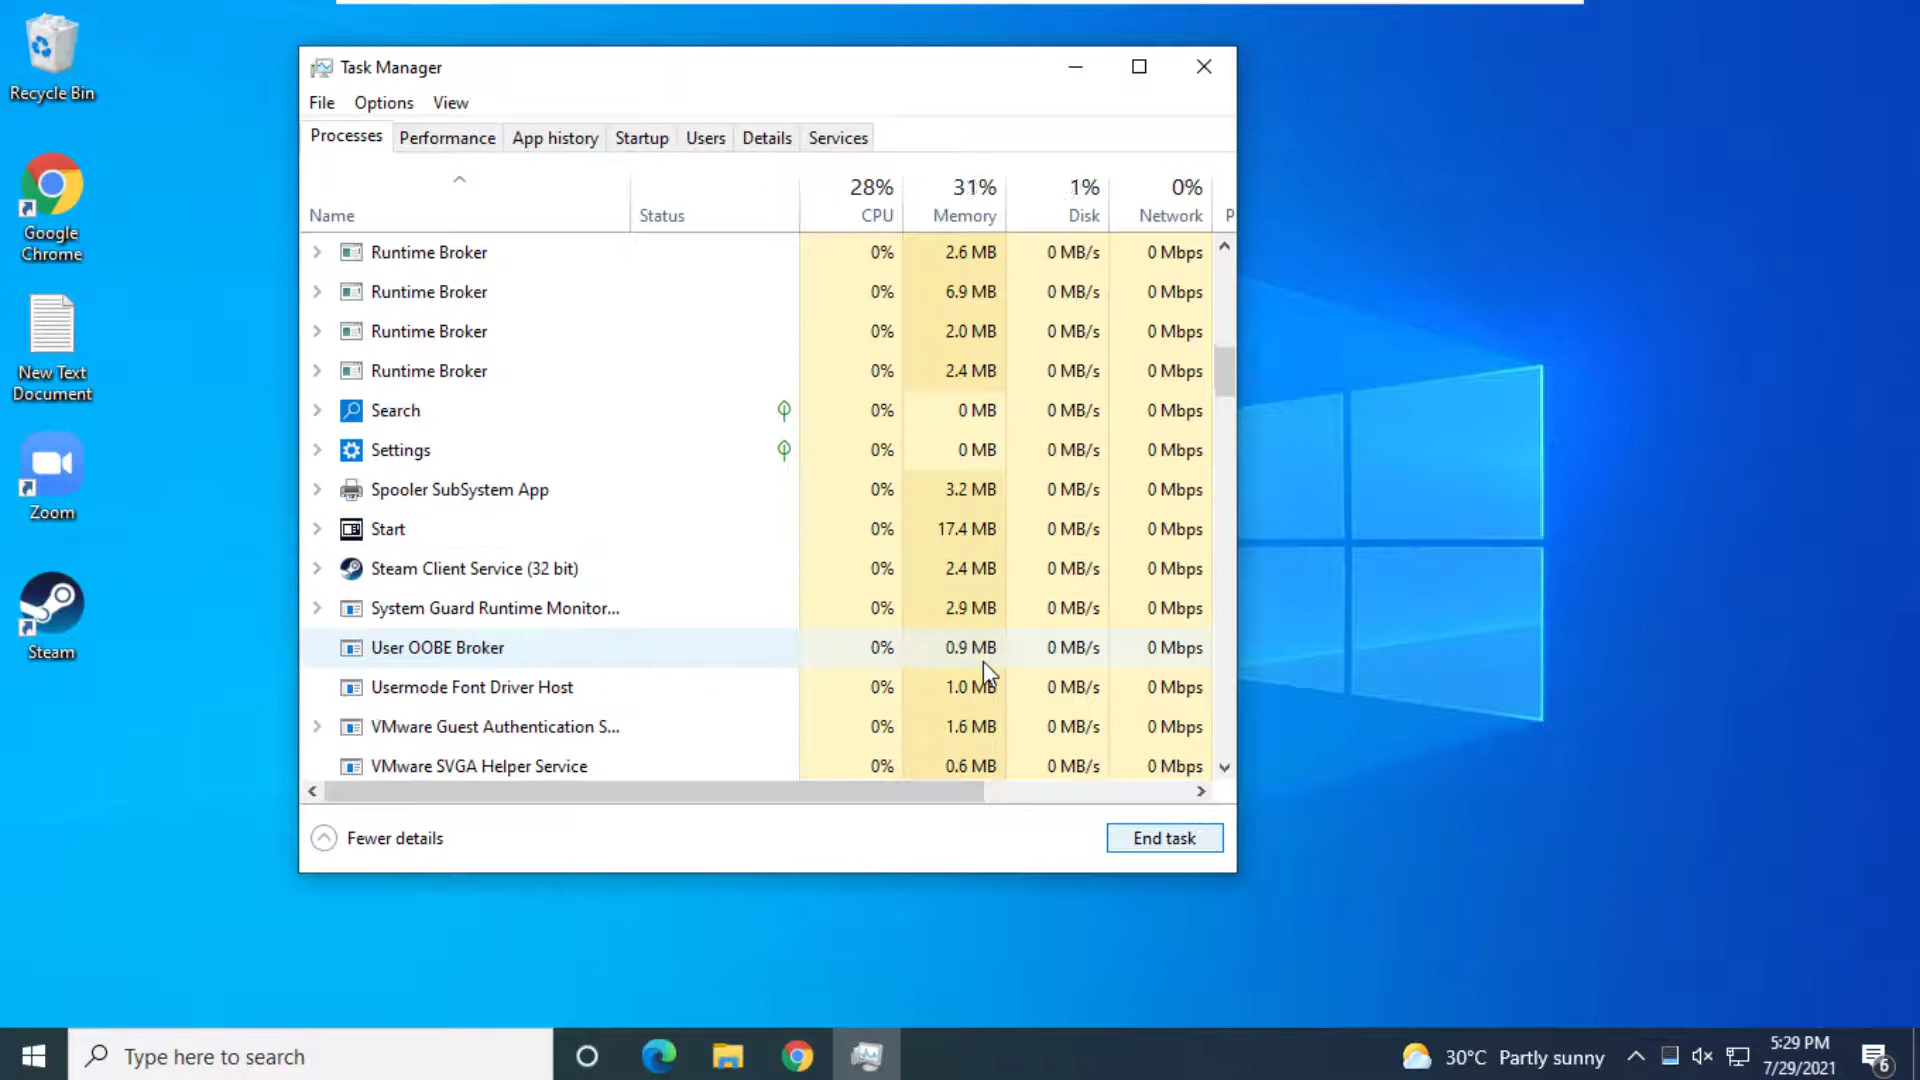 Recycle Bin
Google
Chrome
New Text
Document
Zoom
Steam
Task Manager
File Options View
Processes Performance App history Startup Users Details Services
28% 31% 1% 0%
Name Status CPU Memory Disk Network P
Runtime Broker 0% 2.6 MB 0 MB/s 0 Mbps
Runtime Broker 0% 6.9 MB 0 MB/s 0 Mbps
Runtime Broker 0% 2.0 MB 0 MB/s 0 Mbps
Runtime Broker 0% 2.4 MB 0 MB/s 0 Mbps
Search 0% 0 MB 0 MB/s 0 Mbps
Settings 0% 0 MB 0 MB/s 0 Mbps
Spooler SubSystem App 0% 3.2 MB 0 MB/s 0 Mbps
Start 0% 17.4 MB 0 MB/s 0 Mbps
Steam Client Service (32 bit) 0% 2.4 MB 0 MB/s 0 Mbps
System Guard Runtime Monitor... 0% 2.9 MB 0 MB/s 0 Mbps
User OOBE Broker 0% 0.9 MB 0 MB/s 0 Mbps
Usermode Font Driver Host 0% 1.0 MB 0 MB/s 0 Mbps
VMware Guest Authentication S... 0% 1.6 MB 0 MB/s 0 Mbps
VMware SVGA Helper Service 0% 0.6 MB 0 MB/s 0 Mbps
Fewer details End task
Type here to search 30°C Partly sunny 5:29 PM
7/29/2021 6